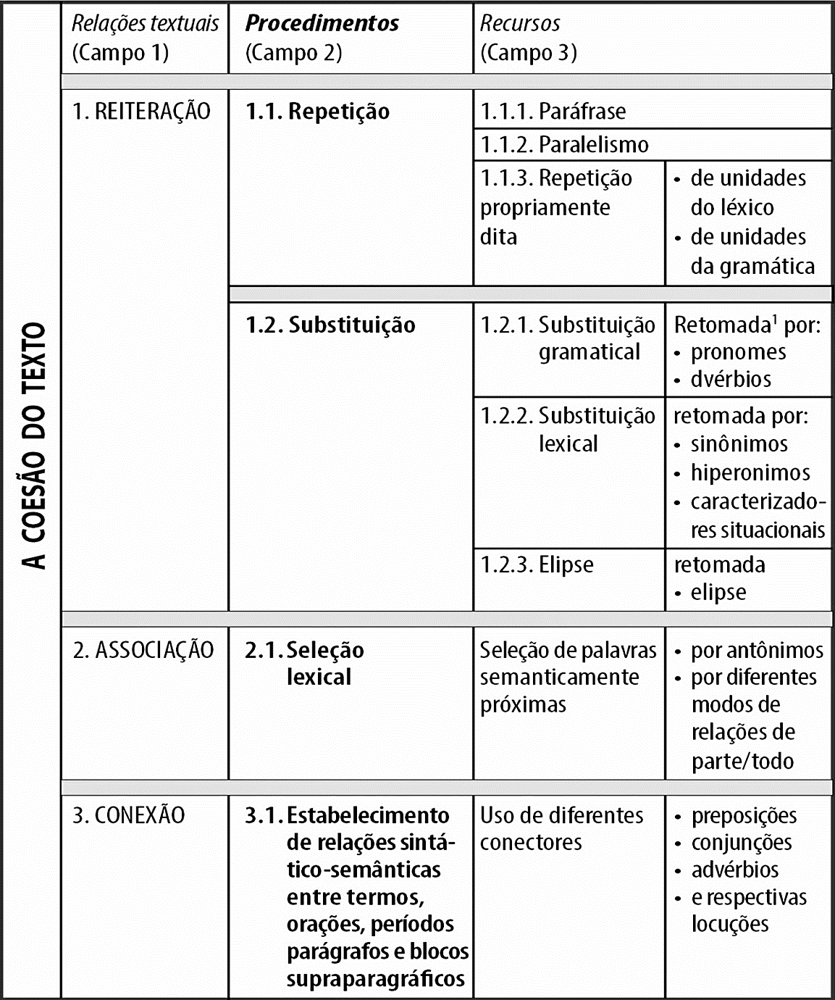 A COESÃO DO TEXTO
Relações textuais
(Campo 1)
Procedimentos
(Campo 2)
Recursos
(Campo 3)
1. REITERAÇÃO
1.1. Repetição
1.1.1. Paráfrase
1.1.2. Paralelismo
1.1.3. Repetição
propriamente
dita
• de unidades
do léxico
• de unidades
da gramática
1.2. Substituição
1.2.1. Substituição
gramatical
Retomada¹ por:
• pronomes
• dvérbios
1.2.2. Substituição
lexical
retomada por:
• sinônimos
• hiperonimos
• caracterizado-
res situacionais
1.2.3. Elipse
retomada
• elipse
2. ASSOCIAÇÃO
2.1. Seleção
lexical
Seleção de palavras
semanticamente
próximas
• por antônimos
• por diferentes
modos de
relações de
parte/todo
3. CONEXÃO
3.1. Estabelecimento
de relações sintá-
tico-semânticas
entre termos,
orações, períodos
parágrafos e blocos
supraparagráficos
Uso de diferentes
conectores
• preposições
• conjunções
• advérbios
• e respectivas
locuções